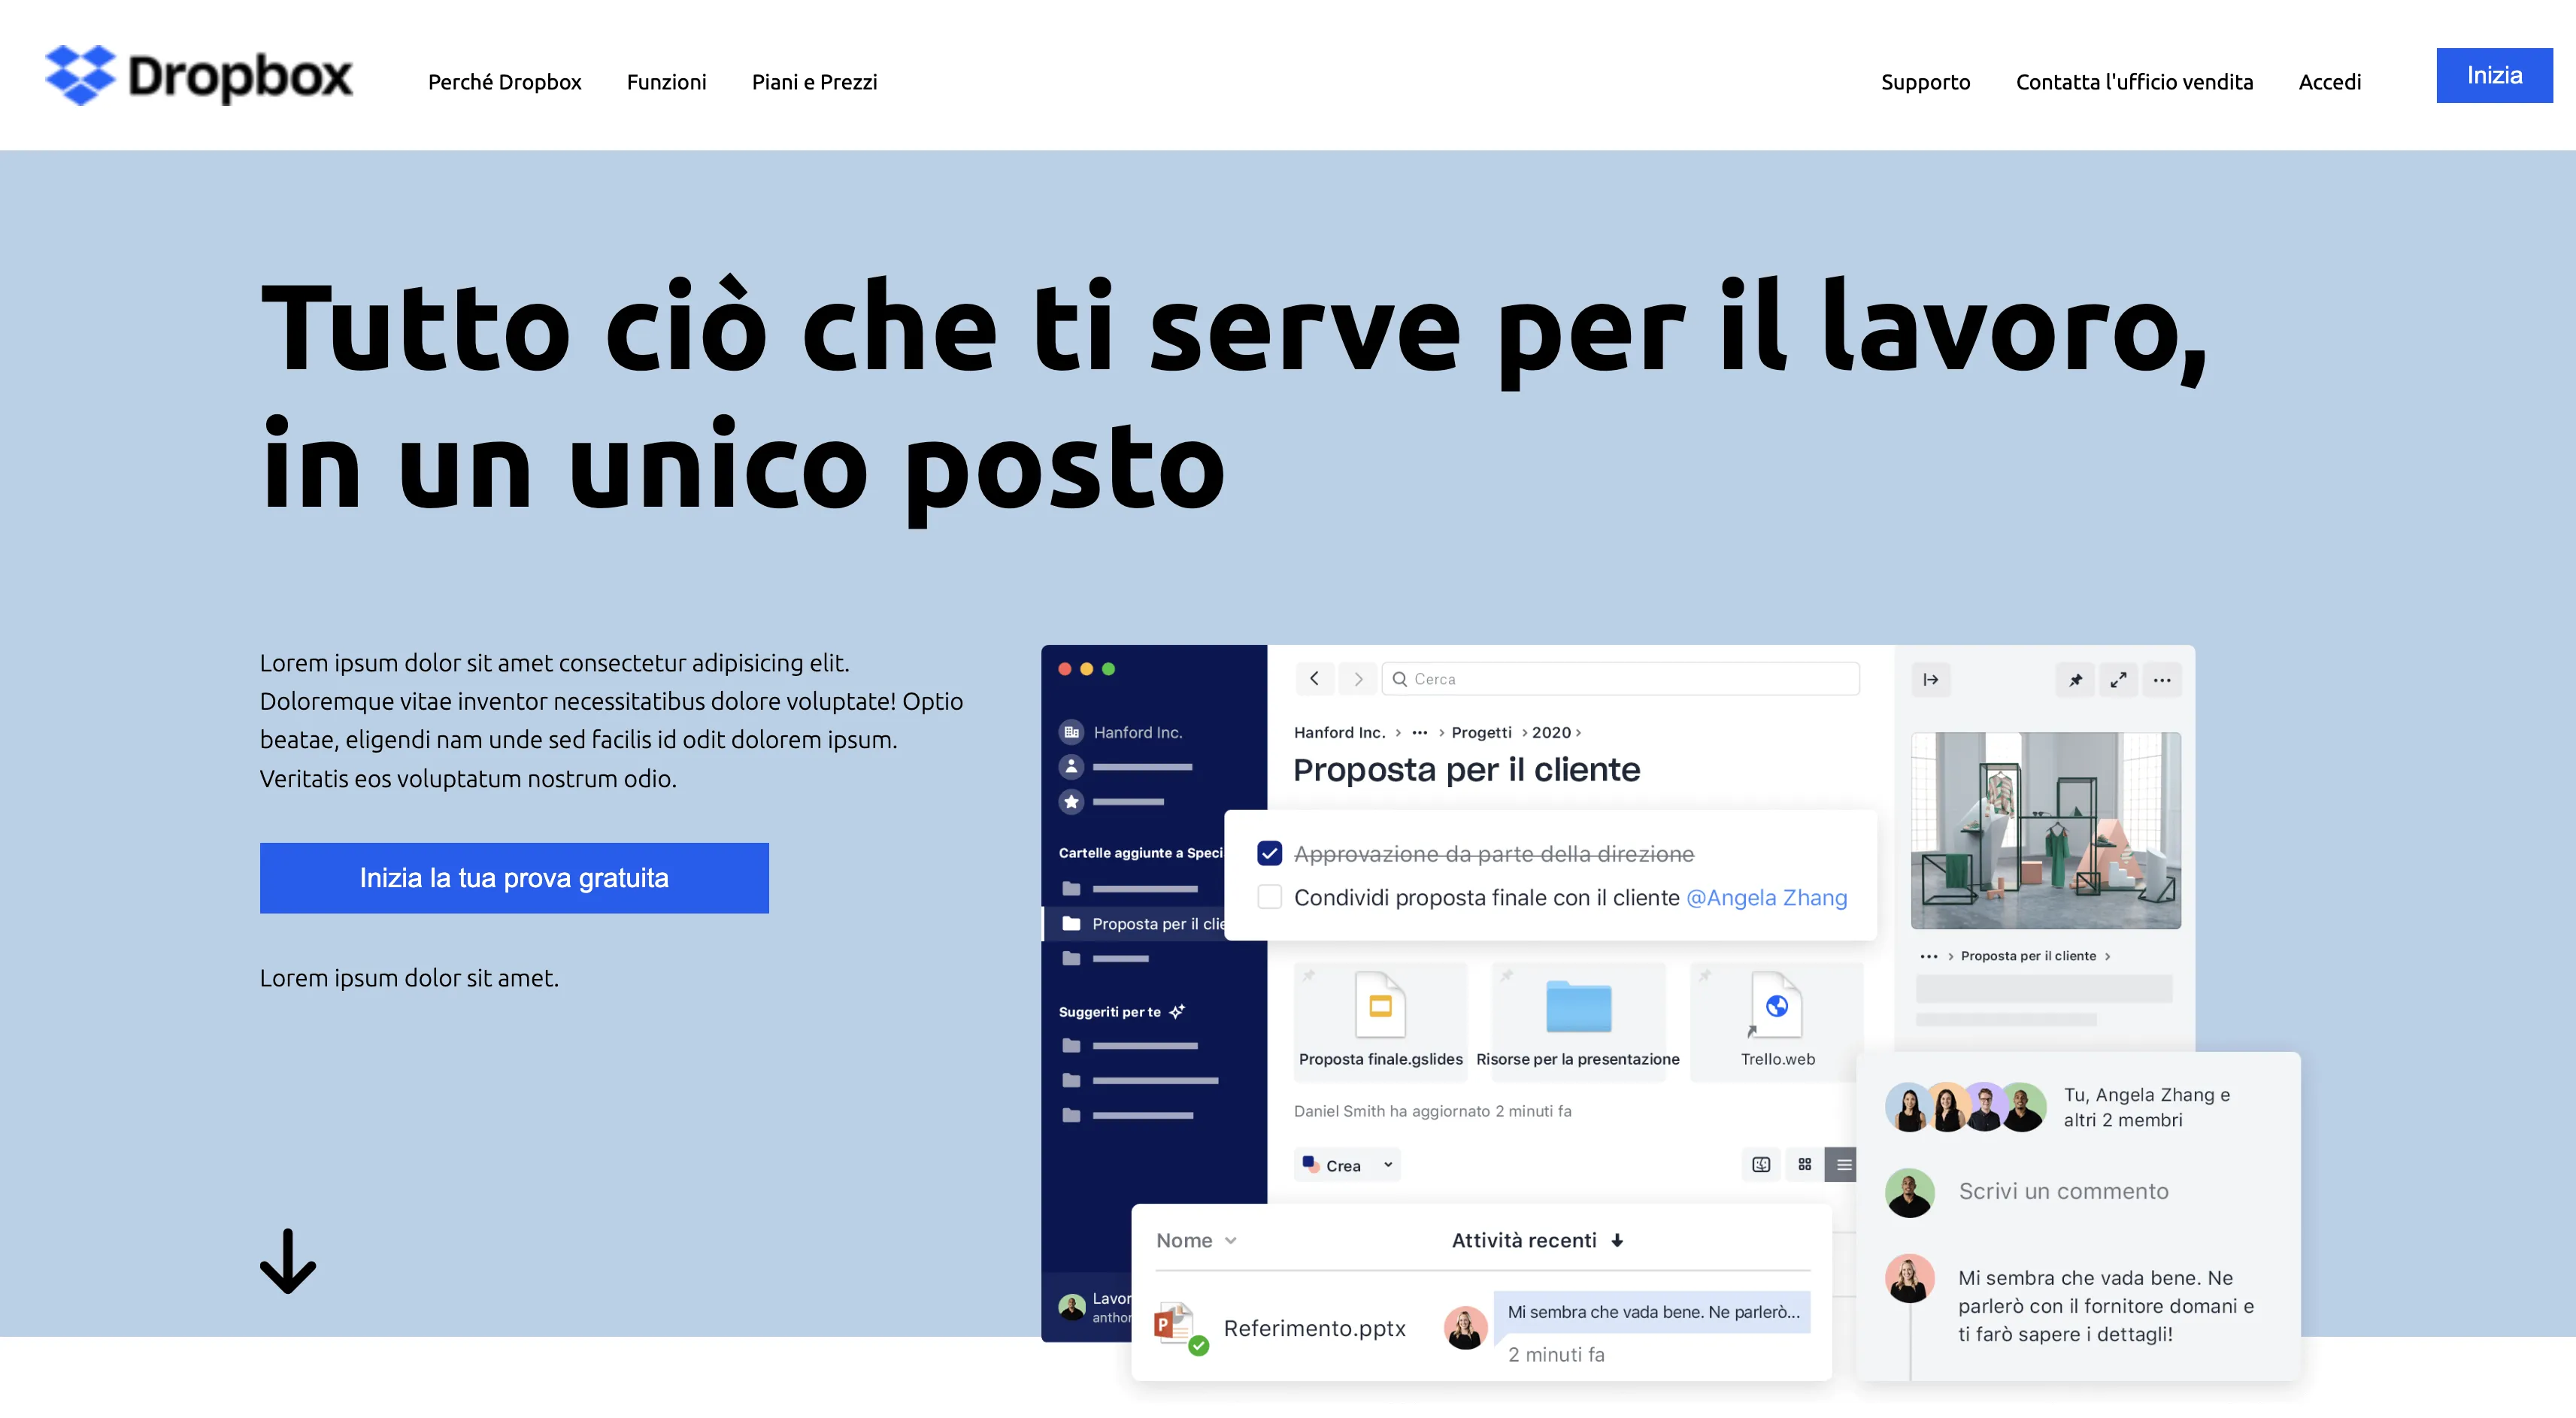 Dropbox
Perché Dropbox
Funzioni
Piani e Prezzi
Supporto
Contatta l'ufficio vendita
Accedi
Inizia
Tutto ciò che ti serve per il lavoro,
in un unico posto
Lorem ipsum dolor sit amet consectetur adipisicing elit.
Doloremque vitae inventor necessitatibus dolore voluptate! Optio
beatae, eligendi nam unde sed facilis id odit dolorem ipsum.
Veritatis eos voluptatum nostrum odio.
Inizia la tua prova gratuita
Lorem ipsum dolor sit amet.
Hanford Inc.
Cartelle aggiunte a Speci
Proposta per il clie
Suggeriti per te
Lavor
anthor
Cerca
Hanford Inc. > ... > Progetti > 2020 >
Proposta per il cliente
Approvazione da parte della direzione
Condividi proposta finale con il cliente @Angela Zhang
Proposta finale.gslides
Risorse per la presentazione
Trello.web
Daniel Smith ha aggiornato 2 minuti fa
Crea
Nome
Attività recenti
P
Referimento.pptx
Mi sembra che vada bene. Ne parlerò...
2 minuti fa
... > Proposta per il cliente >
Tu, Angela Zhang e
altri 2 membri
Scrivi un commento
Mi sembra che vada bene. Ne
parlerò con il fornitore domani e
ti farò sapere i dettagli!